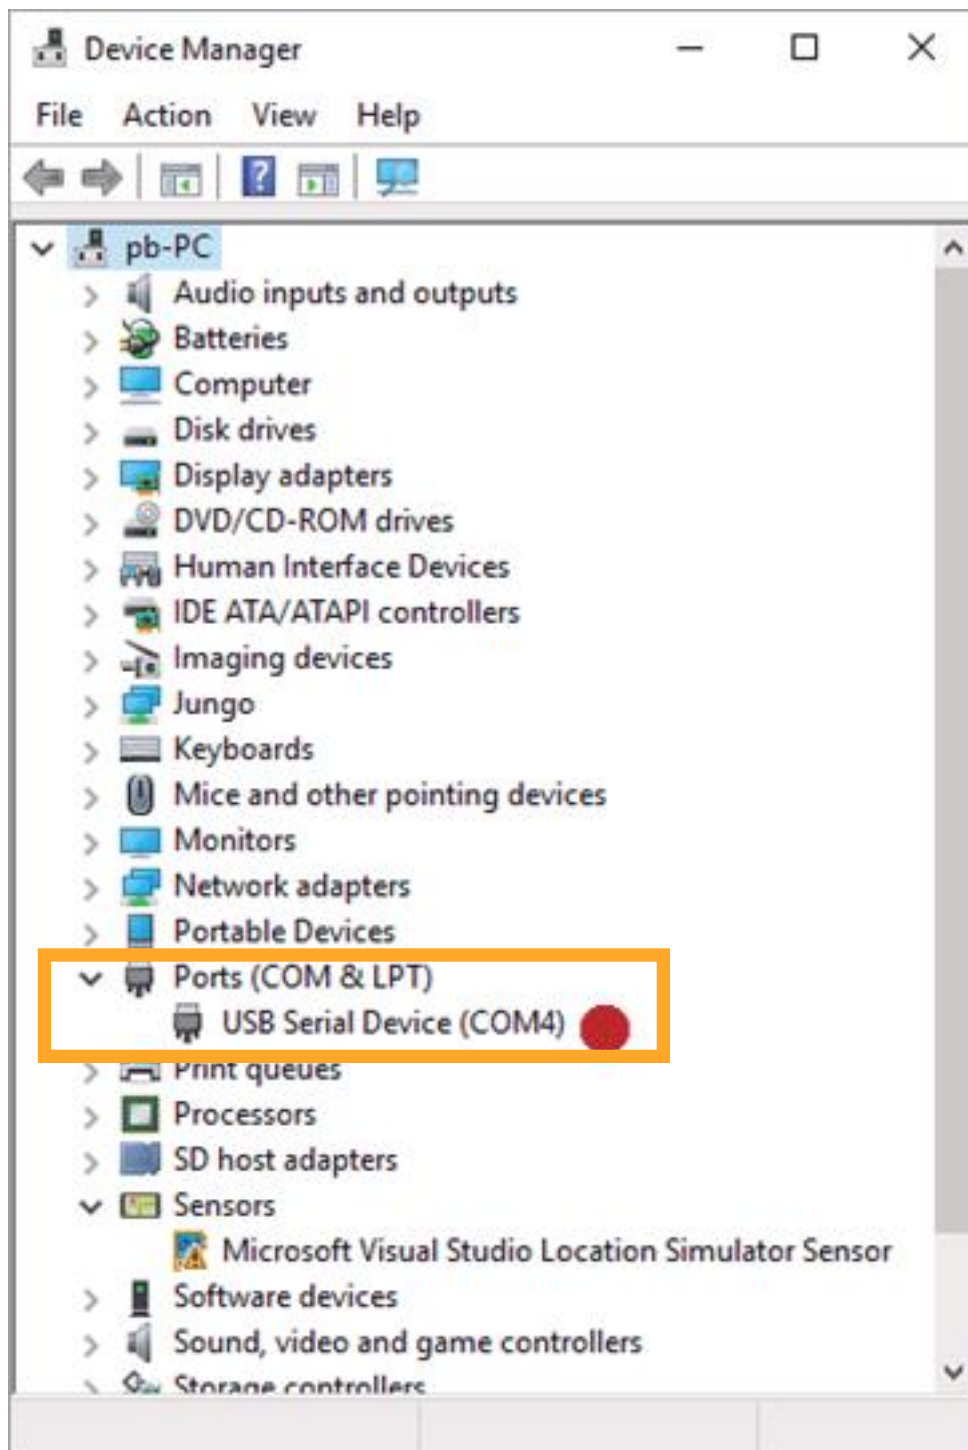 Device Manager
File Action View Help
pb-PC
Audio inputs and outputs
Batteries
Computer
Disk drives
Display adapters
DVD/CD-ROM drives
Human Interface Devices
IDE ATA/ATAPI controllers
Imaging devices
Jungo
Keyboards
Mice and other pointing devices
Monitors
Network adapters
Portable Devices
Ports (COM & LPT)
USB Serial Device (COM4)
Print queues
Processors
SD host adapters
Sensors
Microsoft Visual Studio Location Simulator Sensor
Software devices
Sound, video and game controllers
Storage controllers